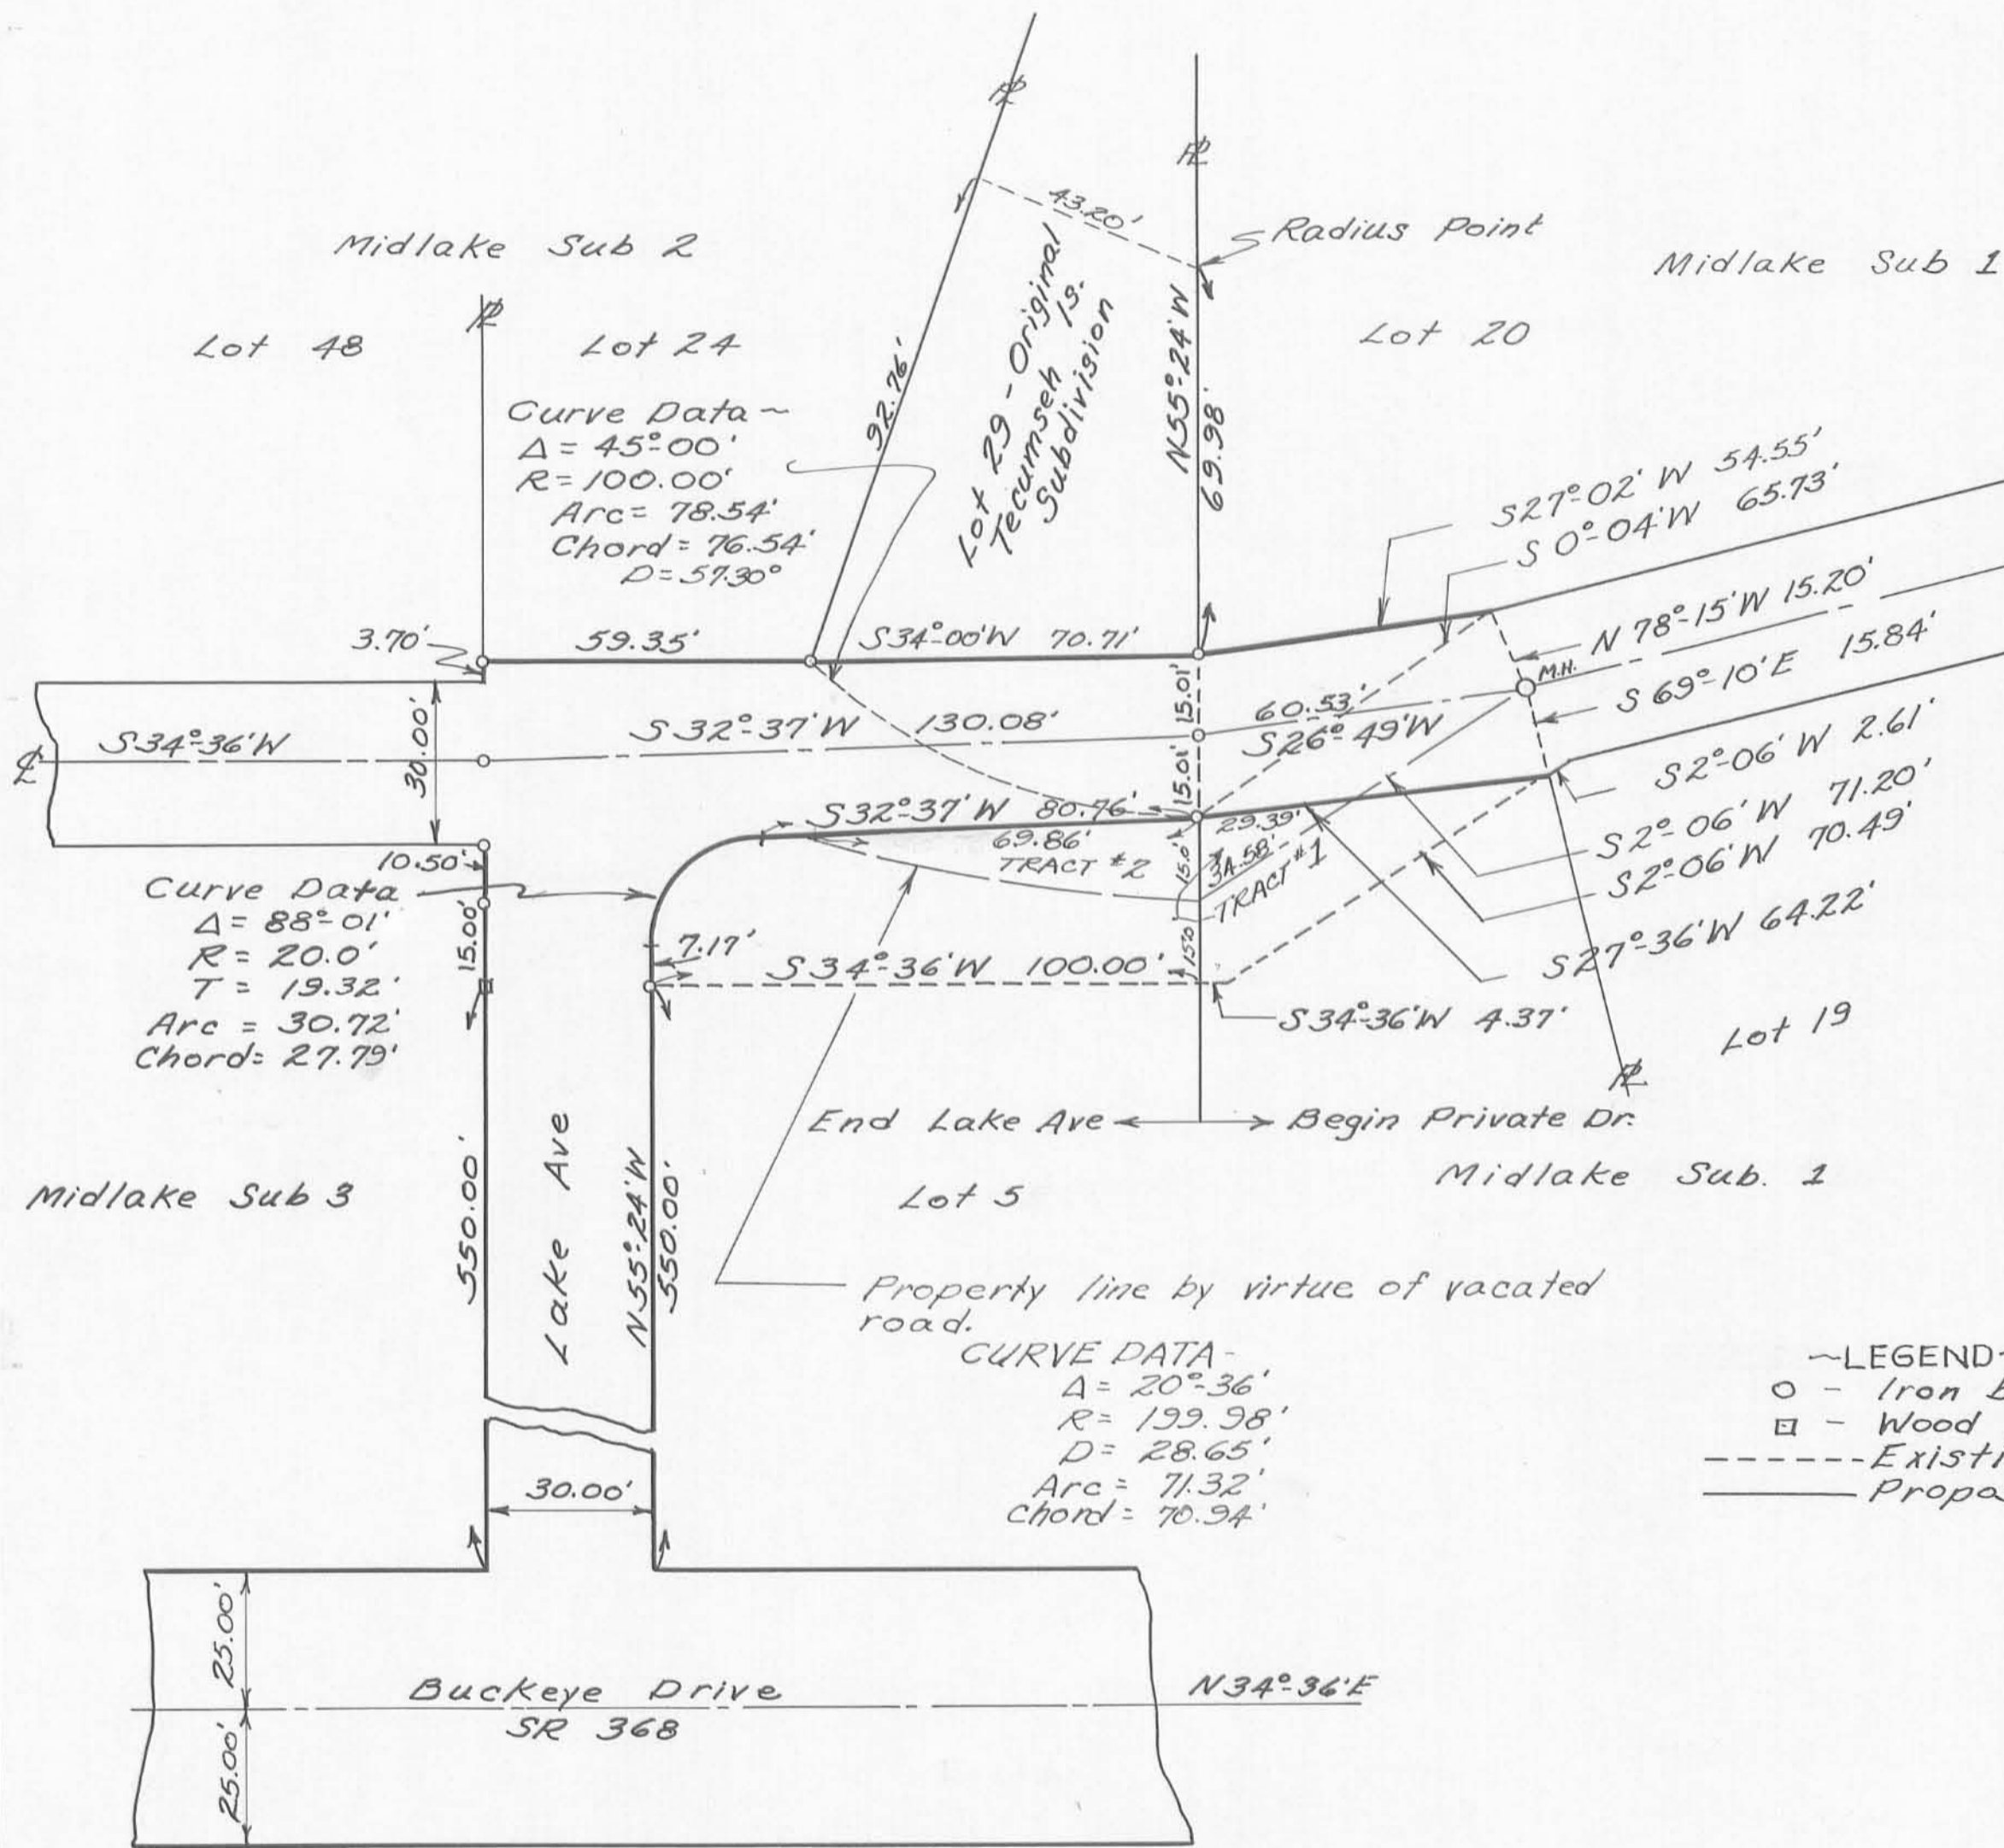 Midlake Sub 2
Lot 48
Lot 24
Curve Data ~
Δ = 45°-00'
R = 100.00'
Arc = 78.54'
Chord = 76.54'
D = 57.30°
43.20'
Radius Point
Midlake Sub 1
Lot 20
92.76'
Lot 29 - Original
Tecumseh Is.
Subdivision
N55°-24'W
69.98'
S27°-02' W 54.55'
S 0°-04'W 65.73'
N 78°-15'W 15.20'
M.H.
S 69°-10'E 15.84'
S2°-06' W 2.61'
S2°-06'W 71.20'
S2°-06'W 70.49'
S27°-36'W 64.22'
3.70'
59.35'
S34°-00'W 70.71'
S34°-36'W
30.00'
S32°-37'W 130.08'
15.01'
15.01'
60.53'
S26°-49'W
S32°-37' W 80.76'
69.86'
TRACT #2
29.39'
34.58'
TRACT #1
15.0'
15.0'
10.50'
15.00'
Curve Data
Δ = 88°-01'
R = 20.0'
T = 19.32'
Arc = 30.72'
Chord = 27.79'
7.17'
S34°-36'W 100.00'
S34°-36'W 4.37'
Lot 19
End Lake Ave
Begin Private Dr.
Midlake Sub. 1
Midlake Sub 3
550.00'
Lake Ave
N55°-24'W
550.00'
Lot 5
Property line by virtue of vacated
road.
CURVE DATA -
Δ = 20°-36'
R = 199.98'
D = 28.65'
Arc = 71.32'
Chord = 70.94'
~LEGEND
Iron
Wood
30.00'
25.00'
25.00'
Buckeye Drive
SR 368
N34°-36'E